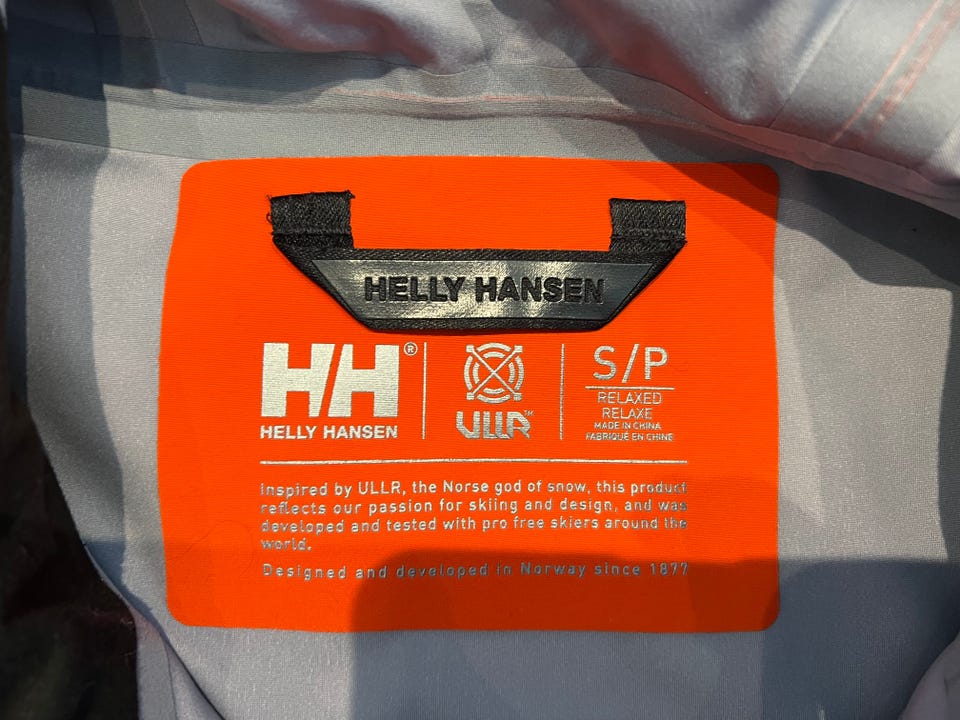 HELLY HANSEN
H/H®
HELLY HANSEN
ULLR™
S/P
RELAXED
RELAXE
MADE IN CHINA
FABRIQUÉ EN CHINE
Inspired by ULLR, the Norse god of snow, this product
reflects our passion for skiing and design, and was
developed and tested with pro free skiers around the
world.
Designed and developed in Norway since 1877